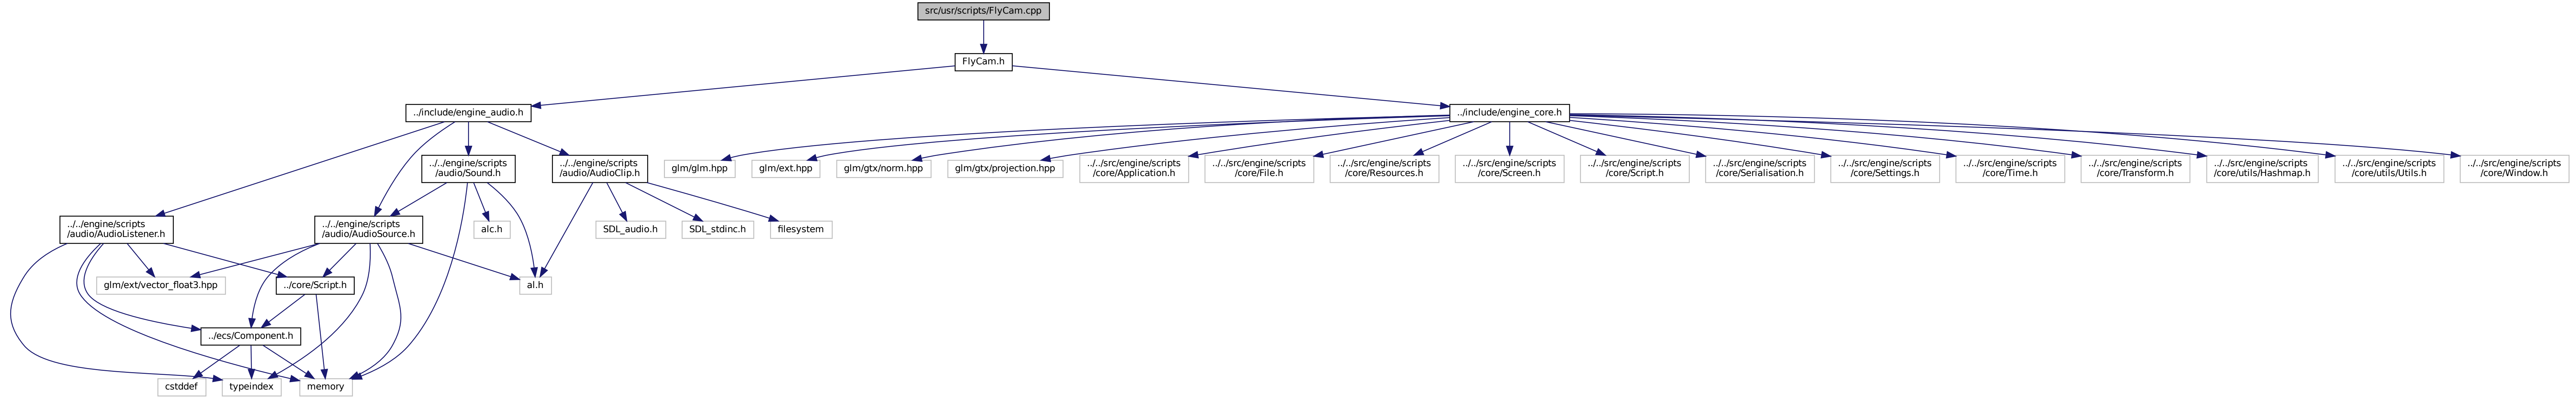 src/usr/scripts/FlyCam.cpp
FlyCam.h
../include/engine_audio.h
../include/engine_core.h
../../engine/scripts
/audio/Sound.h
../../engine/scripts
/audio/AudioClip.h
glm/glm.hpp
glm/ext.hpp
glm/gtx/norm.hpp
glm/gtx/projection.hpp
../../src/engine/scripts
/core/Application.h
../../src/engine/scripts
/core/File.h
../../src/engine/scripts
/core/Resources.h
../../src/engine/scripts
/core/Screen.h
../../src/engine/scripts
/core/Script.h
../../src/engine/scripts
/core/Serialisation.h
../../src/engine/scripts
/core/Settings.h
../../src/engine/scripts
/core/Time.h
../../src/engine/scripts
/core/Transform.h
../../src/engine/scripts
/core/utils/Hashmap.h
../../src/engine/scripts
/core/utils/Utils.h
../../src/engine/scripts
/core/Window.h
../../engine/scripts
/audio/AudioListener.h
../../engine/scripts
/audio/AudioSource.h
alc.h
SDL_audio.h
SDL_stdinc.h
filesystem
glm/ext/vector_float3.hpp
../core/Script.h
al.h
../ecs/Component.h
cstddef
typeindex
memory